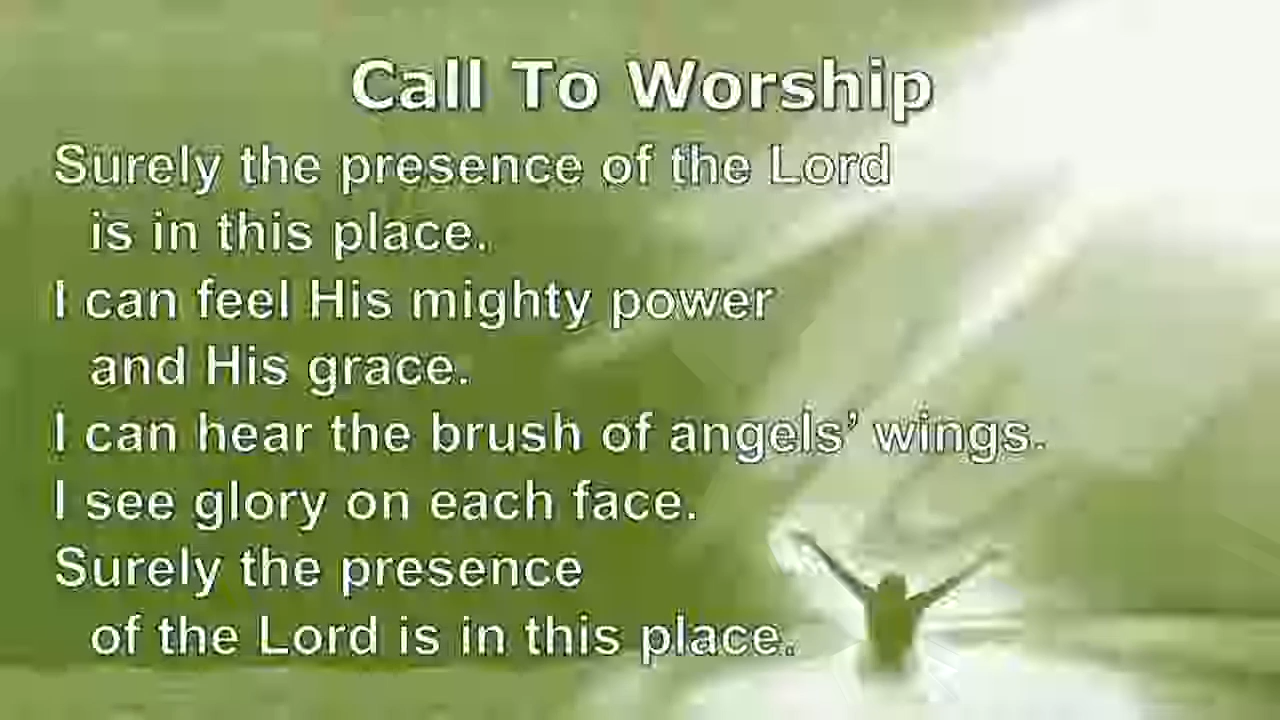 Call To Worship
Surely the presence of the Lord
is in this place.
I can feel His mighty power
and His grace.
I can hear the brush of angels’ wings.
I see glory on each face.
Surely the presence
of the Lord is in this place.